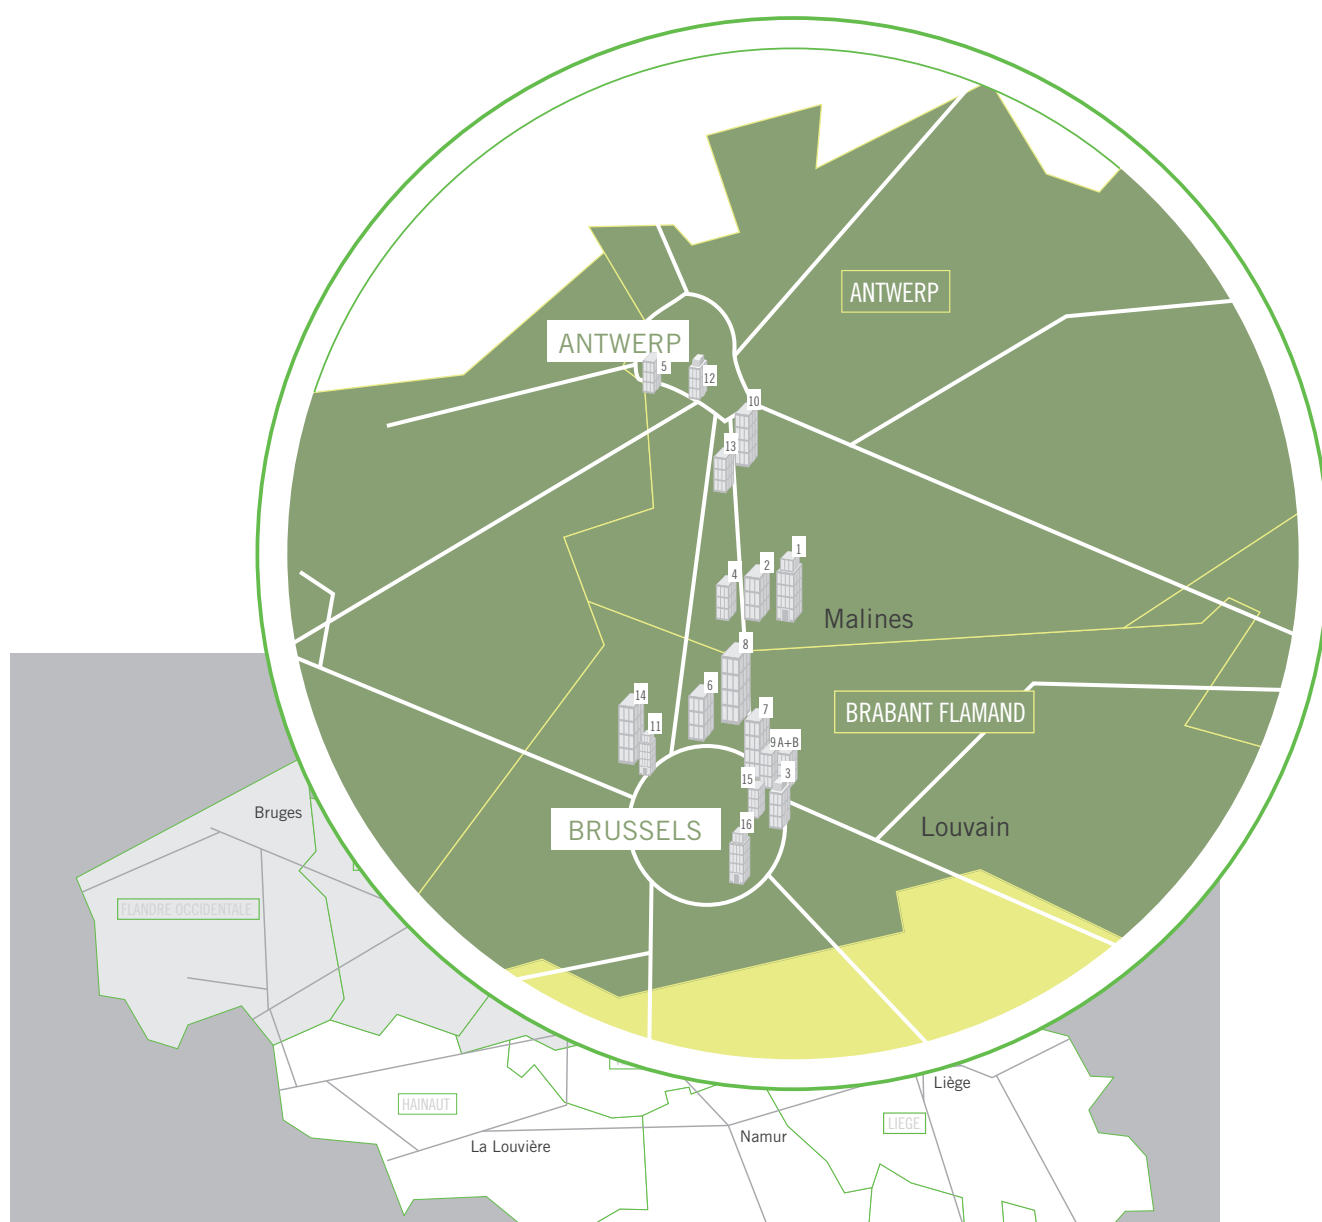 ANTWERP
ANTWERP
5
12
10
13
1
2
4
Malines
8
6
14
7
BRABANT FLAMAND
11
9A+B
3
15
Bruges
16
BRUSSELS
Louvain
FLANDRE OCCIDENTALE
Liège
HAINAUT
LIEGE
Namur
La Louvière